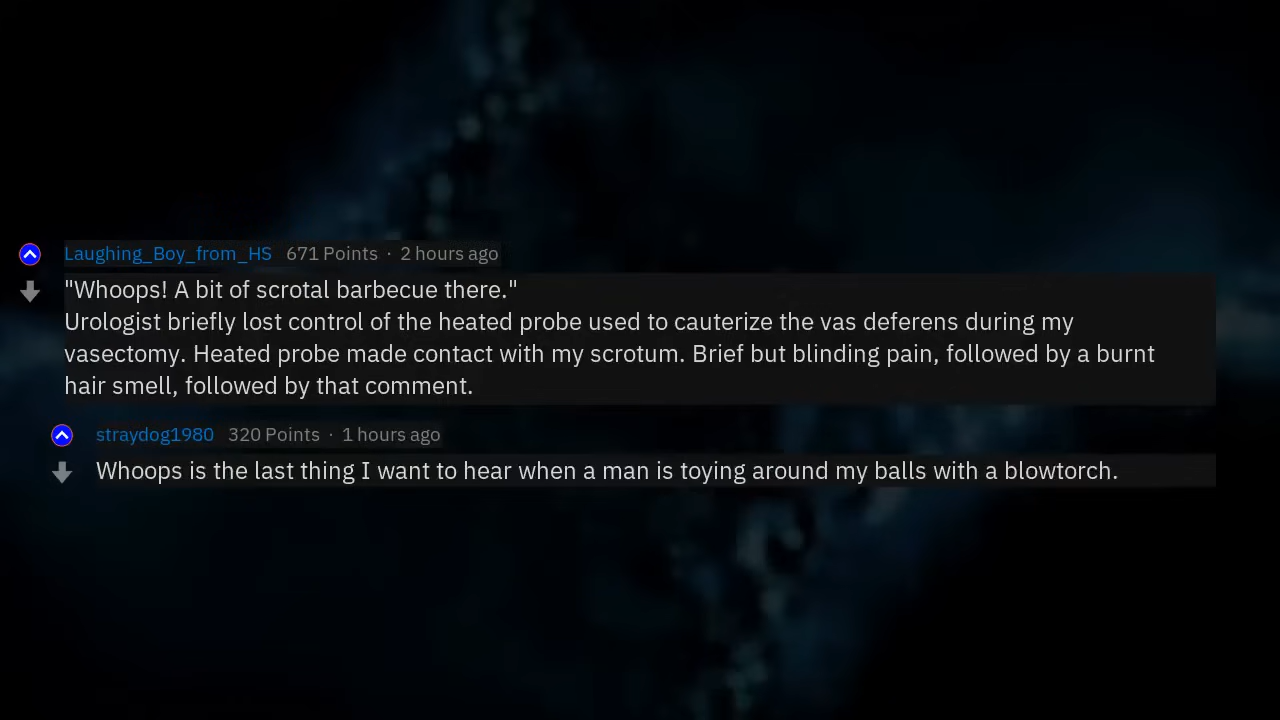 Laughing_Boy_from_HS 671 Points · 2 hours ago
"Whoops! A bit of scrotal barbecue there."
Urologist briefly lost control of the heated probe used to cauterize the vas deferens during my
vasectomy. Heated probe made contact with my scrotum. Brief but blinding pain, followed by a burnt
hair smell, followed by that comment.
straydog1980 320 Points · 1 hours ago
Whoops is the last thing I want to hear when a man is toying around my balls with a blowtorch.